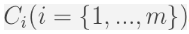 C_i(i = {1, ..., m})